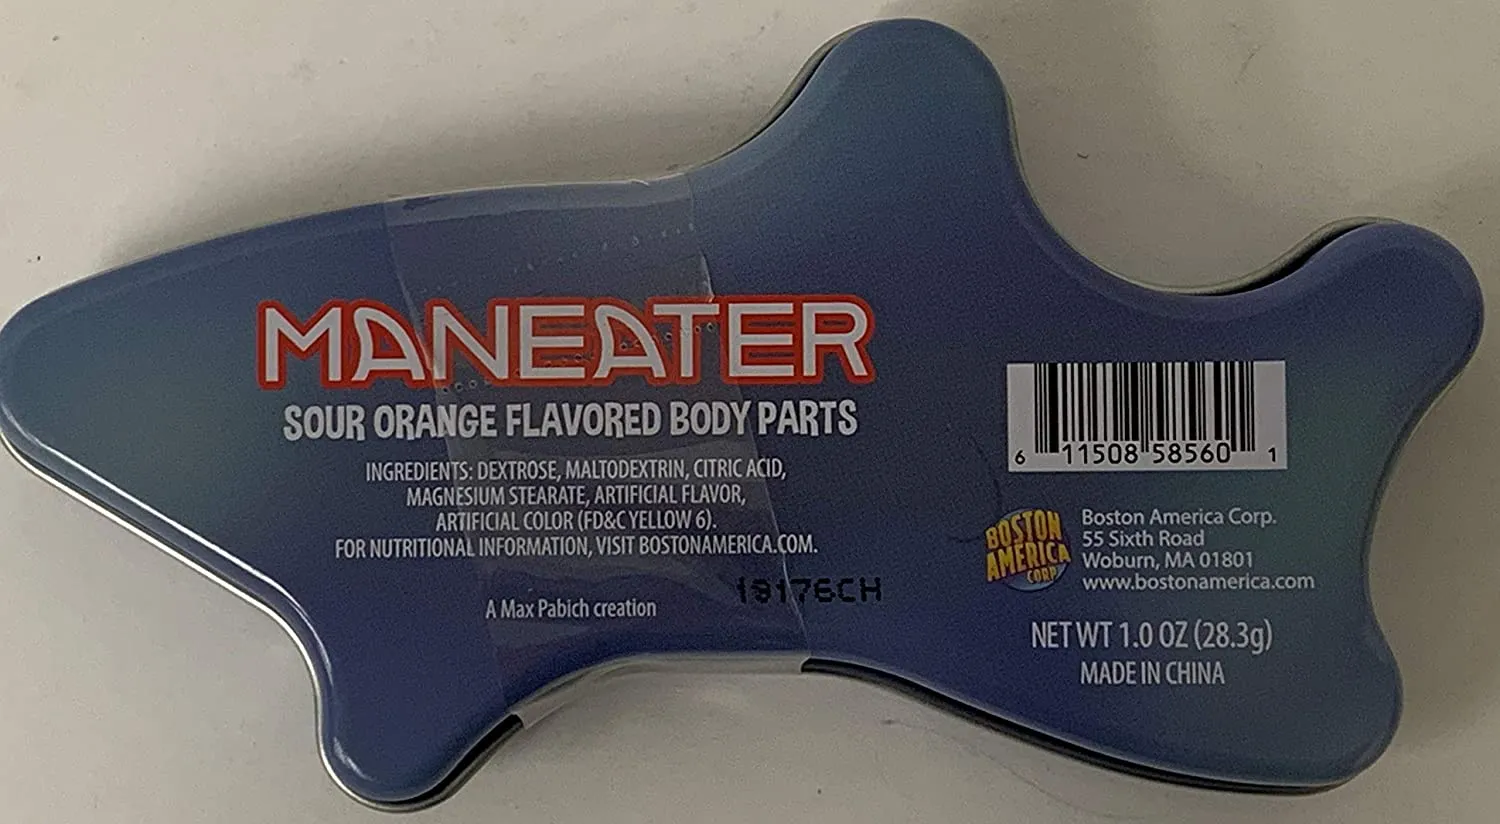 MANEATER
SOUR ORANGE FLAVORED BODY PARTS
INGREDIENTS: DEXTROSE, MALTODEXTRIN, CITRIC ACID,
MAGNESIUM STEARATE, ARTIFICIAL FLAVOR,
ARTIFICIAL COLOR (FD&C YELLOW 6).
FOR NUTRITIONAL INFORMATION, VISIT BOSTONAMERICA.COM.
A Max Pabich creation
19176CH
6 11508 58560 1
BOSTON
AMERICA
CORP
Boston America Corp.
55 Sixth Road
Woburn, MA 01801
www.bostonamerica.com
NET WT 1.0 OZ (28.3g)
MADE IN CHINA